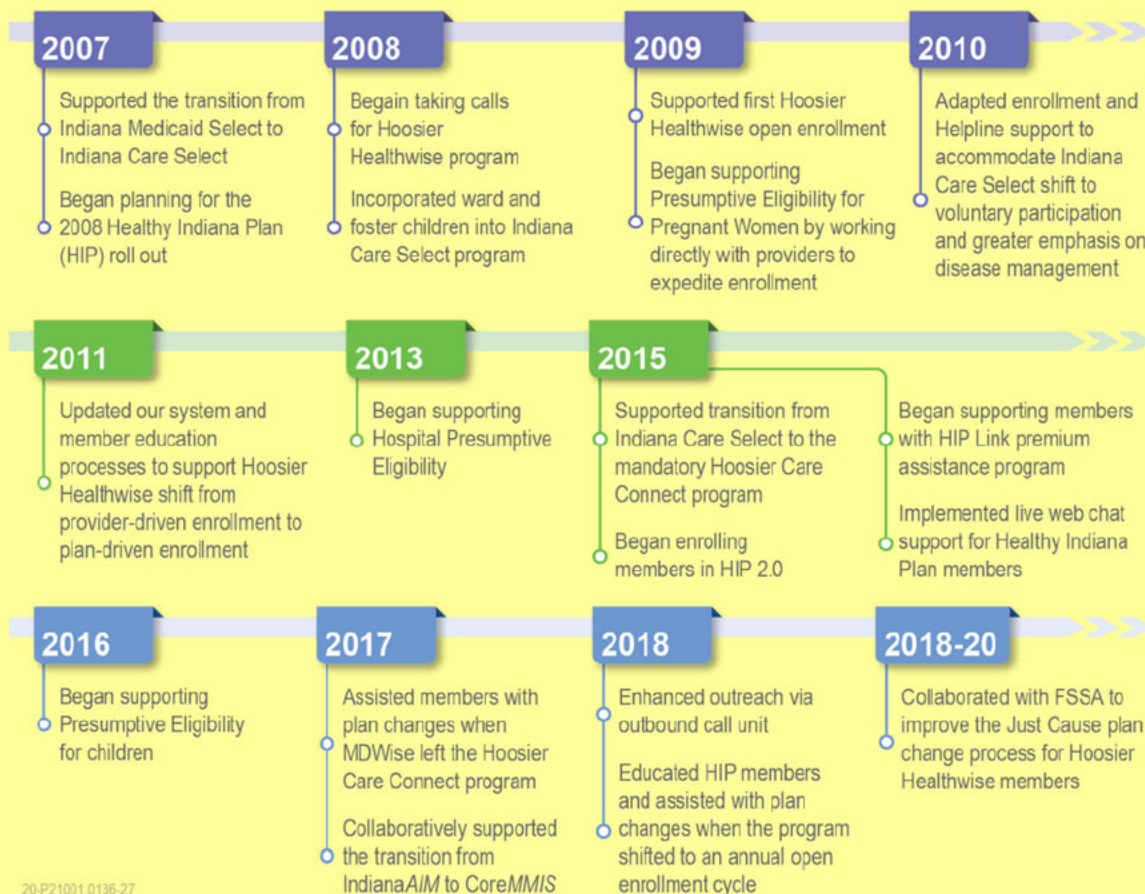 2007
Supported the transition from
Indiana Medicaid Select to
Indiana Care Select
Began planning for the
2008 Healthy Indiana Plan
(HIP) roll out
2008
Begain taking calls
for Hoosier
Healthwise program
Incorporated ward and
foster children into Indiana
Care Select program
2009
Supported first Hoosier
Healthwise open enrollment
Began supporting
Presumptive Eligibility for
Pregnant Women by working
directly with providers to
expedite enrollment
2010
Adapted enrollment and
Helpline support to
accommodate Indiana
Care Select shift to
voluntary participation
and greater emphasis on
disease management
2011
Updated our system and
member education
processes to support Hoosier
Healthwise shift from
provider-driven enrollment to
plan-driven enrollment
2013
Began supporting
Hospital Presumptive
Eligibility
2015
Supported transition from
Indiana Care Select to the
mandatory Hoosier Care
Connect program
Began enrolling
members in HIP 2.0
Began supporting members
with HIP Link premium
assistance program
Implemented live web chat
support for Healthy Indiana
Plan members
2016
Began supporting
Presumptive Eligibility
for children
2017
Assisted members with
plan changes when
MDWise left the Hoosier
Care Connect program
Collaboratively supported
the transition from
IndianaAIM to CoreMMIS
2018
Enhanced outreach via
outbound call unit
Educated HIP members
and assisted with plan
changes when the program
shifted to an annual open
enrollment cycle
2018-20
Collaborated with FSSA to
improve the Just Cause plan
change process for Hoosier
Healthwise members
20-P21001.0136-27